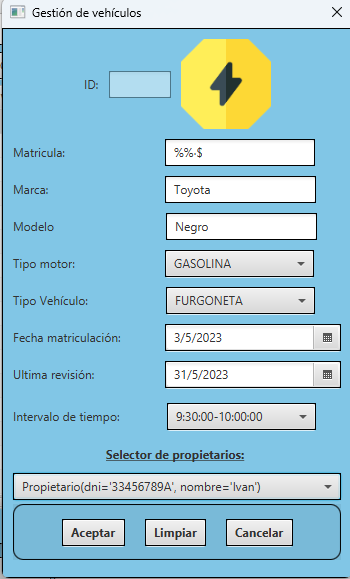 Gestión de vehículos
ID:
Matricula: %%·$
Marca: Toyota
Modelo Negro
Tipo motor: GASOLINA
Tipo Vehículo: FURGONETA
Fecha matriculación: 3/5/2023
Ultima revisión: 31/5/2023
Intervalo de tiempo: 9:30:00-10:00:00
Selector de propietarios:
Propietario(dni='33456789A', nombre='Ivan')
Aceptar Limpiar Cancelar